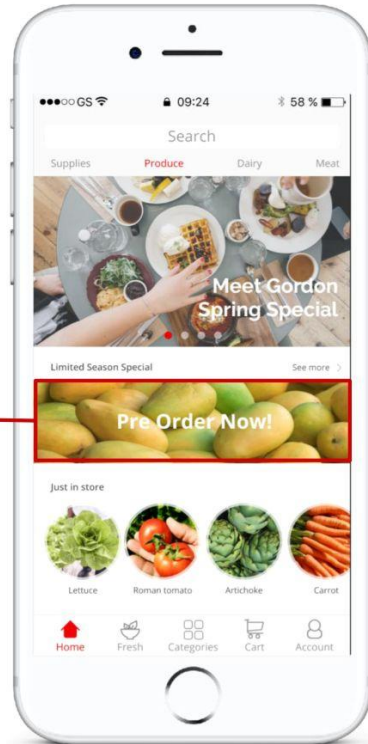 GS 09:24 58 %
Search
Supplies Produce Dairy Meat
Meet Gordon
Spring Special
Limited Season Special See more
Pre Order Now!
Just in store
Lettuce Roman tomato Artichoke Carrot
Home Fresh Categories Cart Account